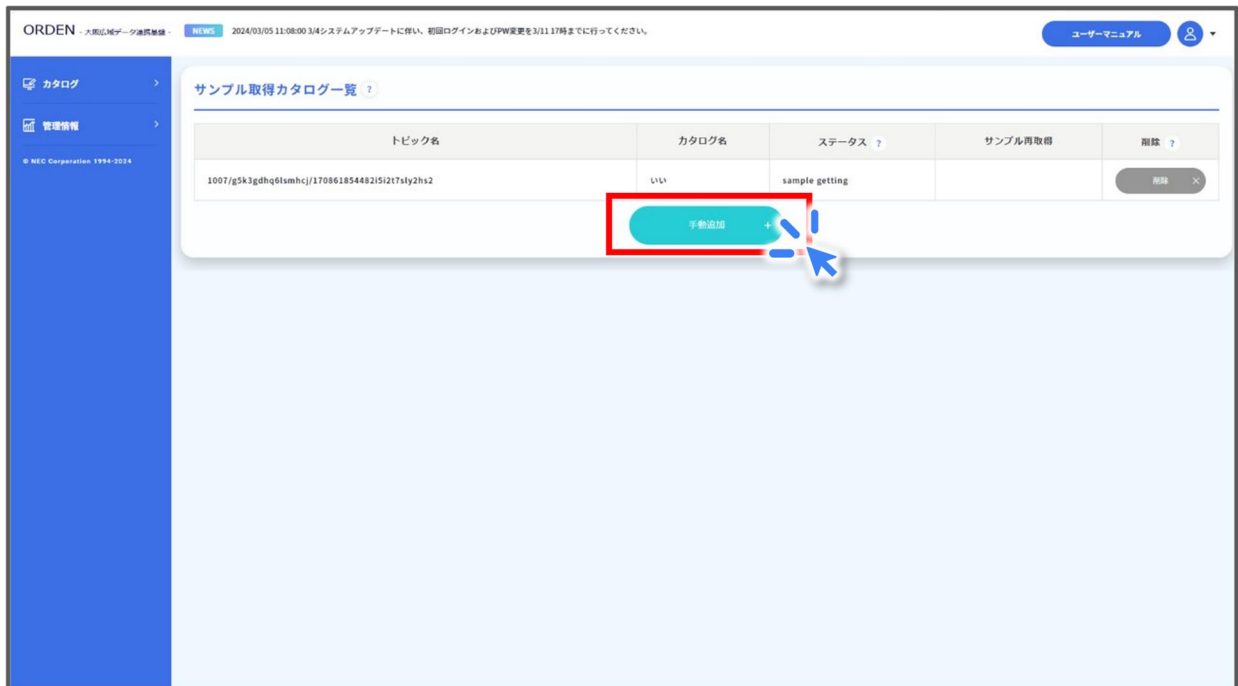 ORDEN - 大阪広域データ連携基盤 -
NEWS 2024/03/05 11:08:00 3/4システムアップデートに伴い、初回ログインおよびPW変更を3/11 17時までに行ってください。
ユーザーマニュアル
カタログ
管理情報
© NEC Corporation 1994-2024
サンプル取得カタログ一覧 ?
トピック名 カタログ名 ステータス ? サンプル再取得 削除 ?
1007/g5k3gdhq6lsmhcj/170861854482i5i2t7sly2hs2 いい sample getting 削除 ×
手動追加 +